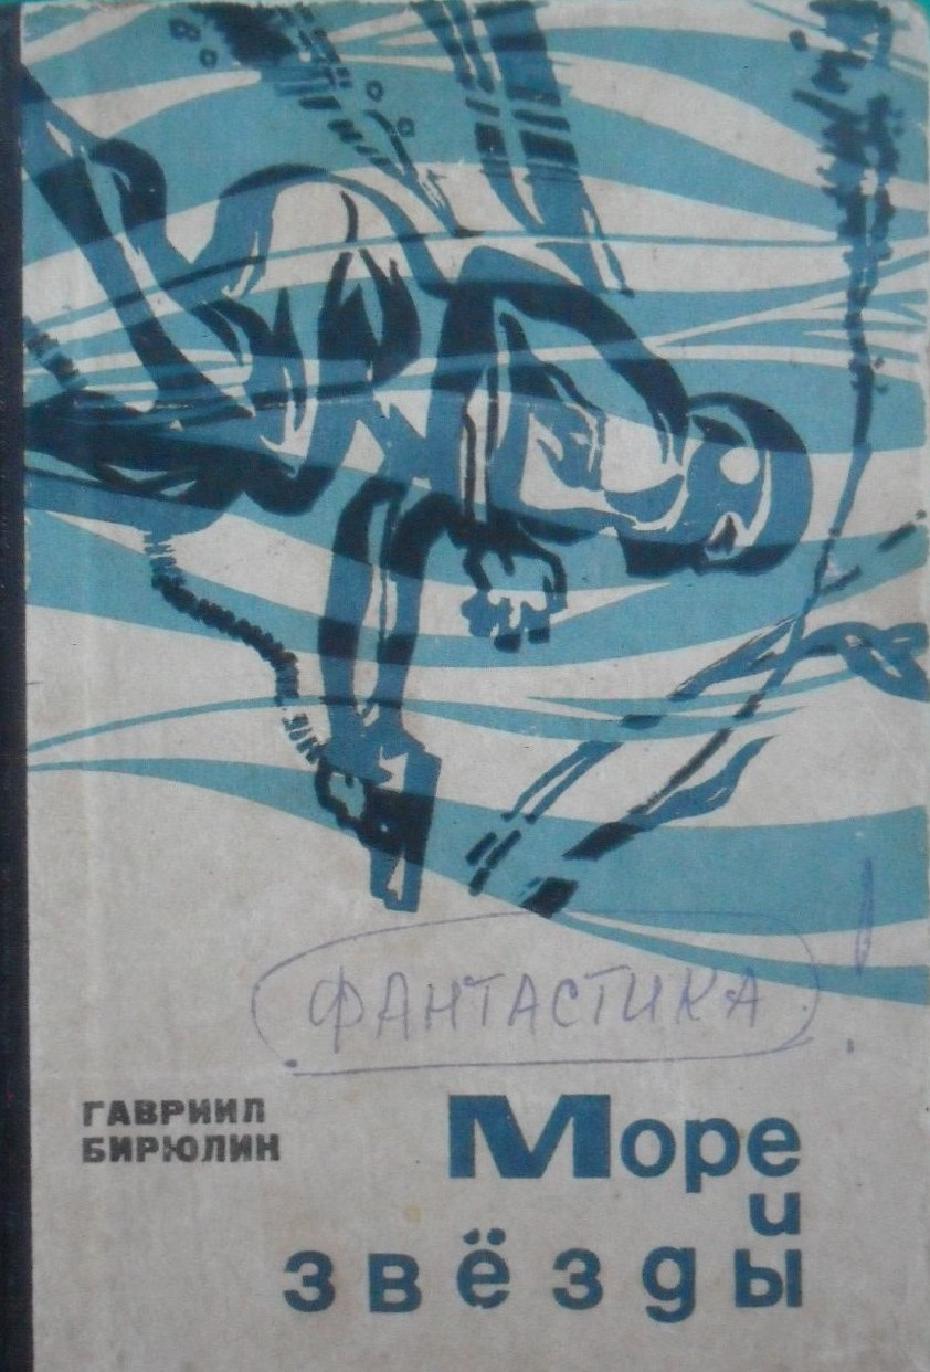 ФАНТАСТИКА!
ГАВРИИЛ
БИРЮЛИН
Море
и
звёзды